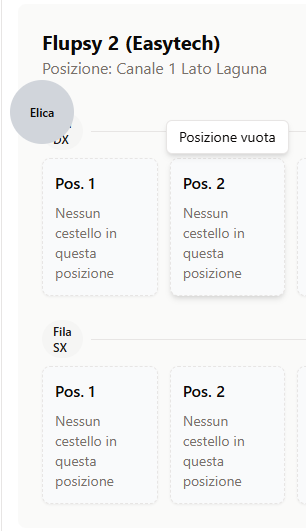 Flupsy 2 (Easytech)
Posizione: Canale 1 Lato Laguna
Elica
DX
Posizione vuota
Pos. 1
Nessun
cestello in
questa
posizione
Pos. 2
Nessun
cestello in
questa
posizione
Fila
SX
Pos. 1
Nessun
cestello in
questa
posizione
Pos. 2
Nessun
cestello in
questa
posizione